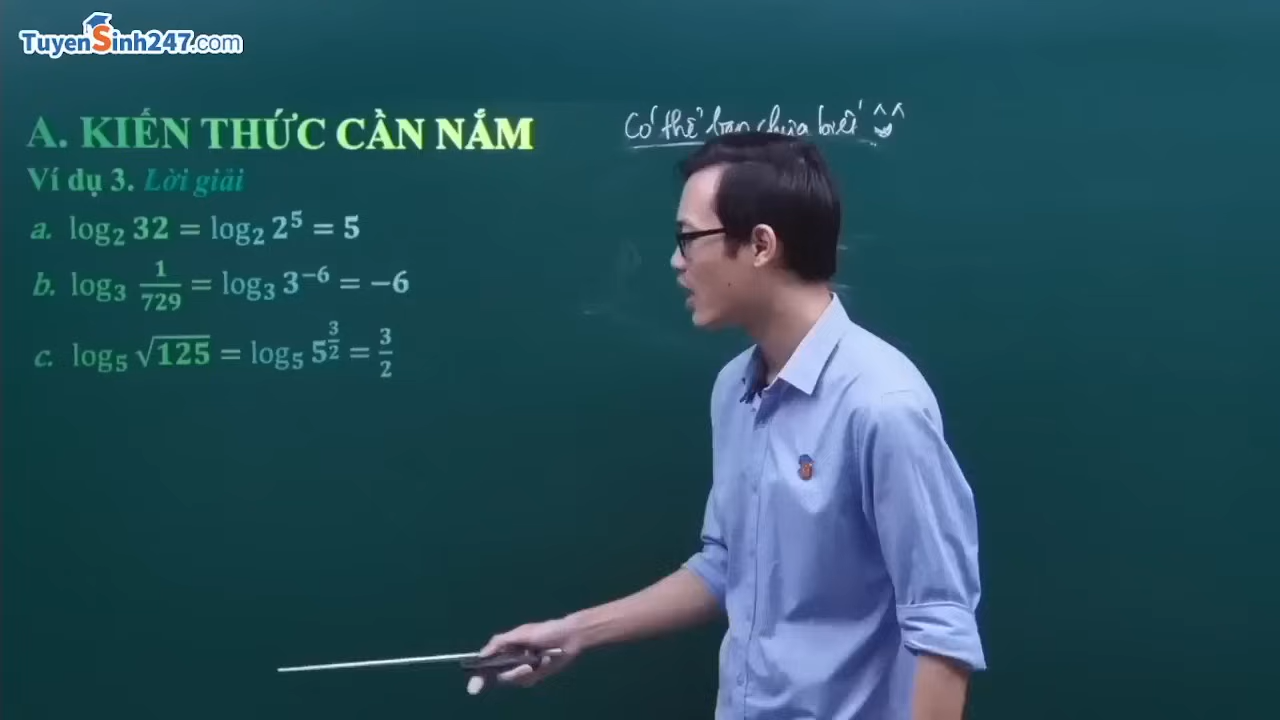 TuyenSinh247.com
A. KIẾN THỨC CẦN NẮM
Có thể bạn chưa biết ^^
Ví dụ 3. Lời giải
a. log₂ 32 = log₂ 2⁵ = 5
b. log₃ 1/729 = log₃ 3⁻⁶ = −6
c. log₅ √125 = log₅ 5^(3/2) = 3/2